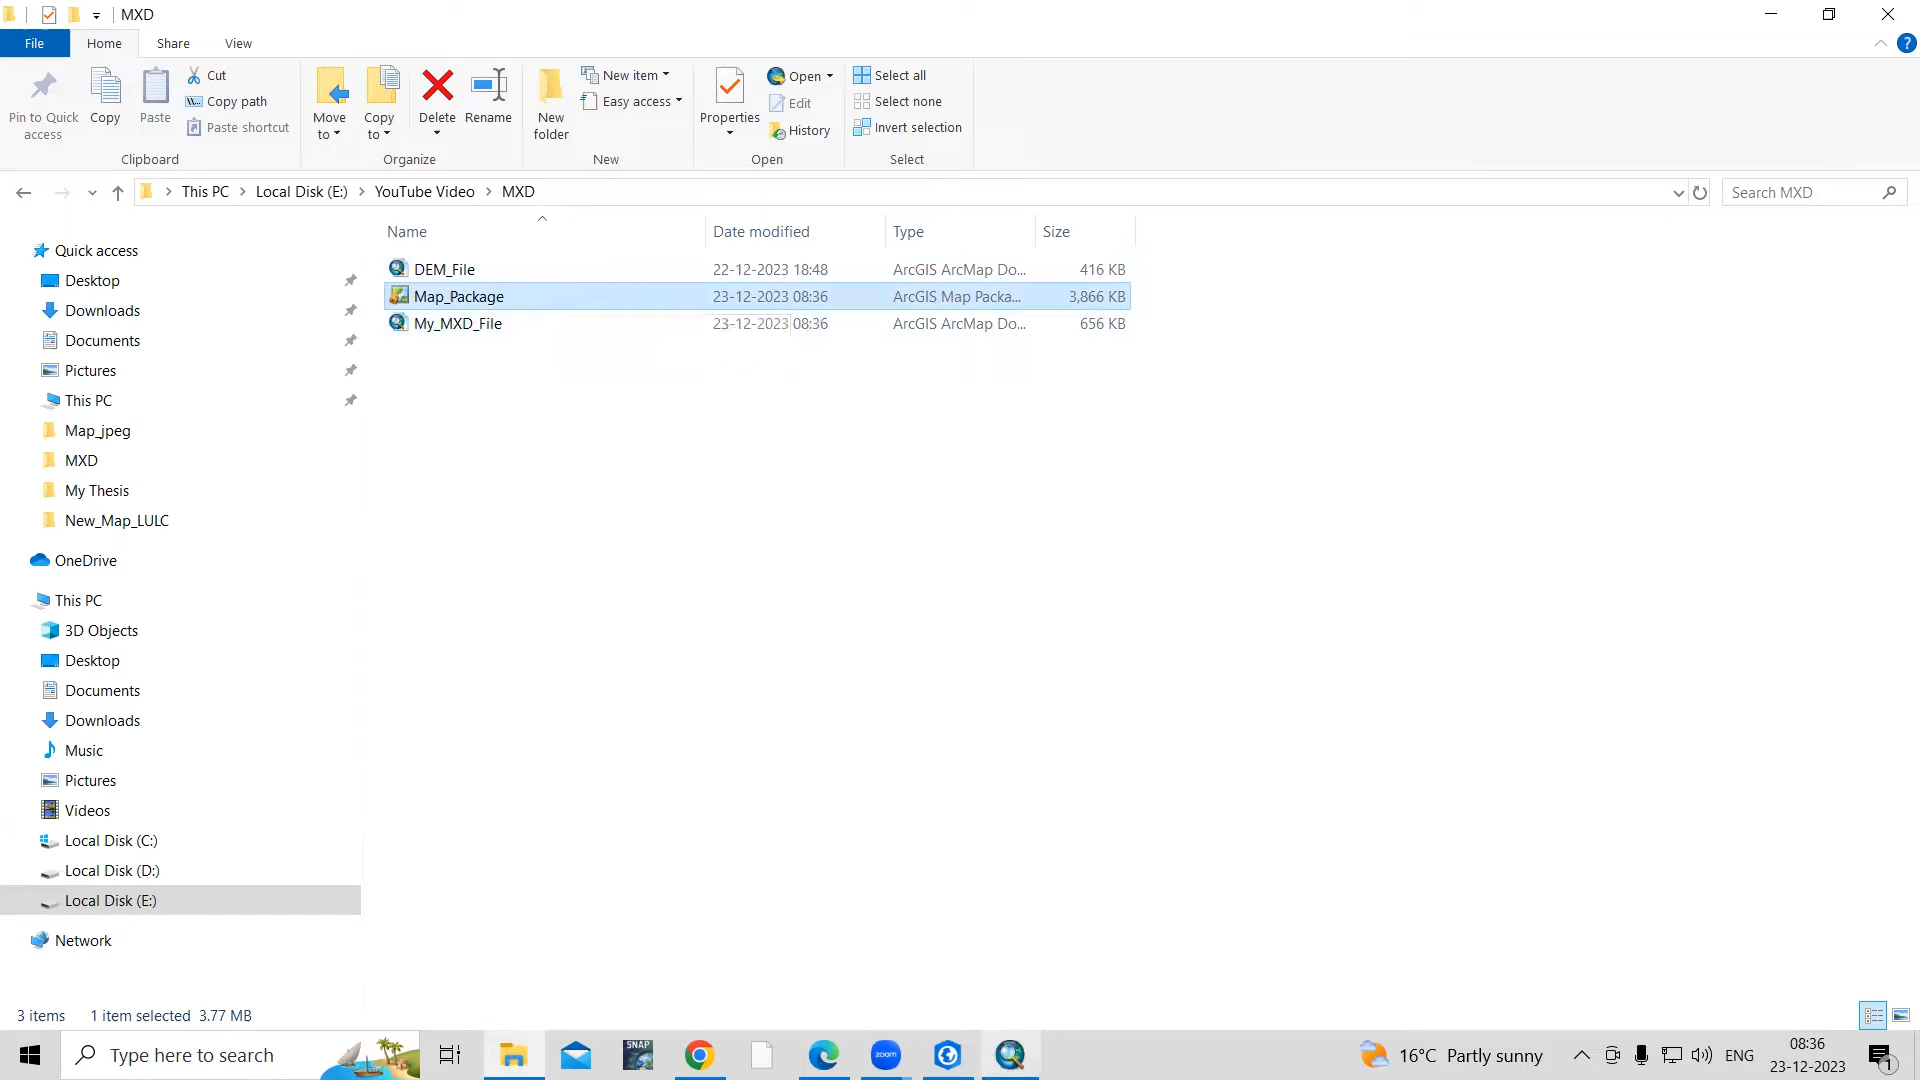 MXD
File
Home
Share
View
Pin to Quick access
Copy
Paste
Cut
Copy path
Paste shortcut
Clipboard
Move to
Copy to
Delete
Rename
Organize
New folder
New item
Easy access
New
Properties
Open
Edit
History
Open
Select all
Select none
Invert selection
Select
This PC > Local Disk (E:) > YouTube Video > MXD
Search MXD
Name Date modified Type Size
DEM_File 22-12-2023 18:48 ArcGIS ArcMap Do... 416 KB
Map_Package 23-12-2023 08:36 ArcGIS Map Packa... 3,866 KB
My_MXD_File 23-12-2023 08:36 ArcGIS ArcMap Do... 656 KB
Quick access
Desktop
Downloads
Documents
Pictures
This PC
Map_jpeg
MXD
My Thesis
New_Map_LULC
OneDrive
This PC
3D Objects
Desktop
Documents
Downloads
Music
Pictures
Videos
Local Disk (C:)
Local Disk (D:)
Local Disk (E:)
Network
3 items 1 item selected 3.77 MB
Type here to search
SNAP
zoom
16°C Partly sunny
ENG
08:36
23-12-2023
1